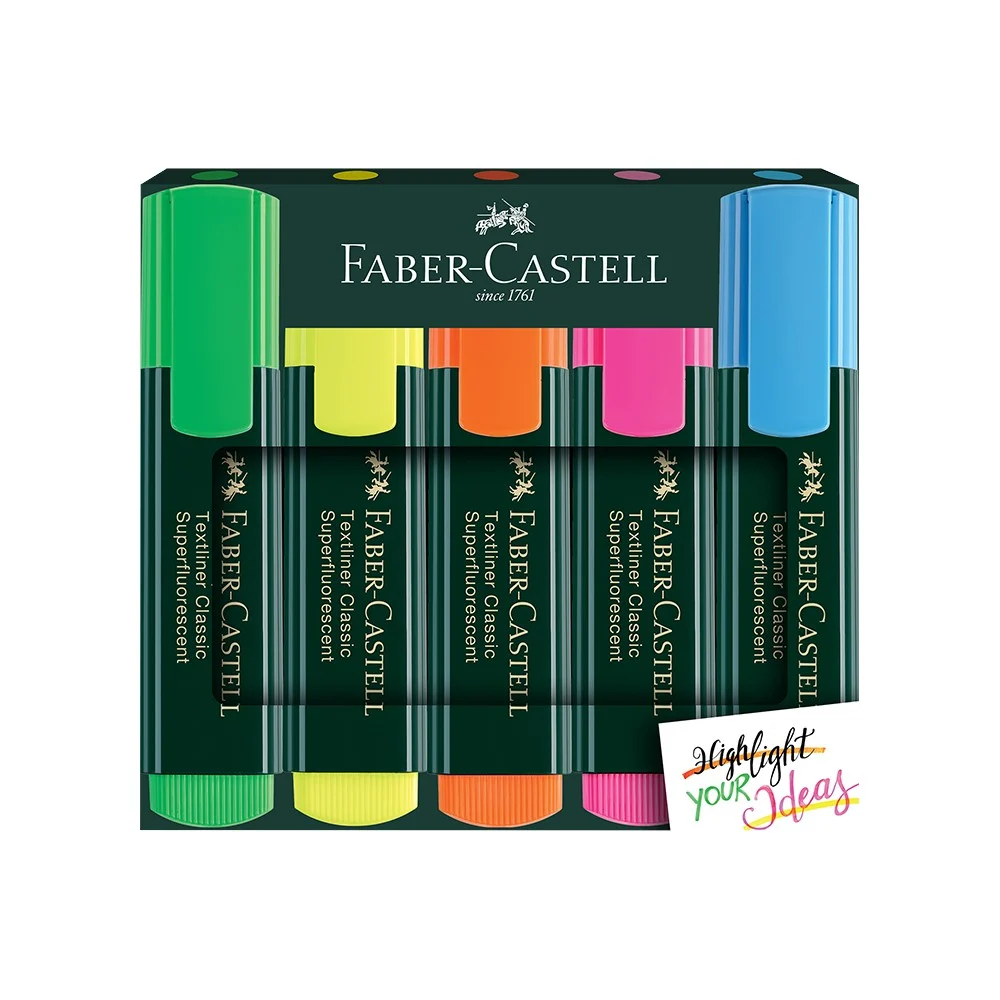 FABER-CASTELL
since 1761
FABER-CASTELL
Textliner Classic
Superfluorescent
FABER-CASTELL
Textliner Classic
Superfluorescent
FABER-CASTELL
Textliner Classic
Superfluorescent
FABER-CASTELL
Textliner Classic
Superfluorescent
FABER-CASTELL
Textliner Classic
Superfluorescent
Highlight
YOUR Ideas